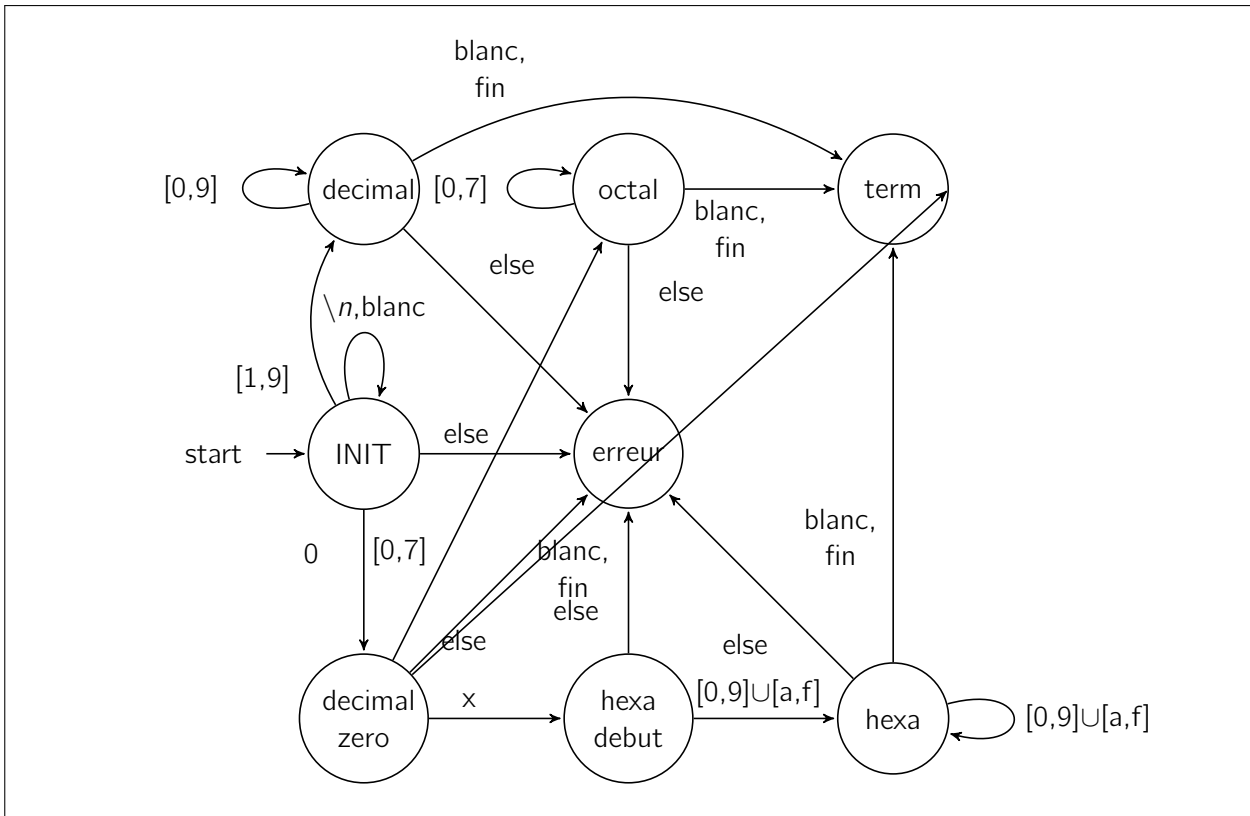 blanc,
fin
[0,9]
decimal
[0,7]
octal
blanc,
fin
term
else
else
\n,blanc
[1,9]
start
INIT
else
erreur
0
[0,7]
blanc,
fin
else
blanc,
fin
else
else
decimal
zero
x
hexa
debut
[0,9]∪[a,f]
hexa
[0,9]∪[a,f]